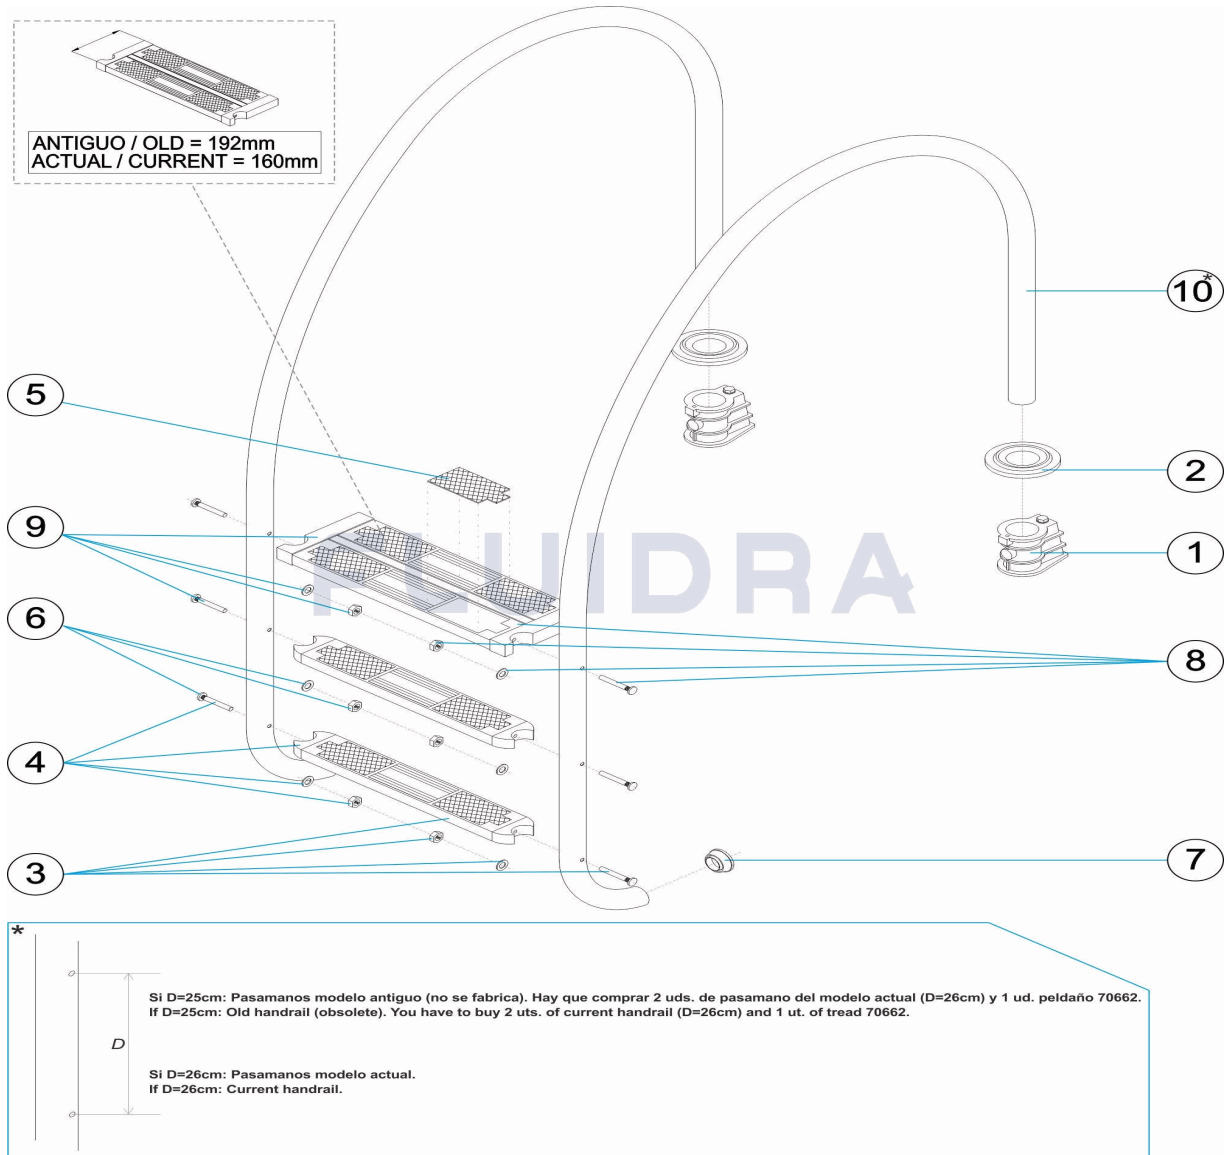 ANTIGUO / OLD = 192mm
ACTUAL / CURRENT = 160mm
10*
5
2
9
1
FLUIDRA
6
8
4
7
3
*
Si D=25cm: Pasamanos modelo antiguo (no se fabrica). Hay que comprar 2 uds. de pasamano del modelo actual (D=26cm) y 1 ud. peldaño 70662.
If D=25cm: Old handrail (obsolete). You have to buy 2 uts. of current handrail (D=26cm) and 1 ut. of tread 70662.
D
Si D=26cm: Pasamanos modelo actual.
If D=26cm: Current handrail.